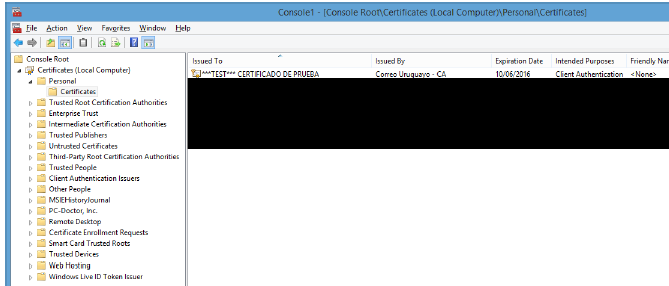 Console1 - [Console Root\Certificates (Local Computer)\Personal\Certificates]
File Action View Favorites Window Help
Console Root
Certificates (Local Computer)
Personal
Certificates
Trusted Root Certification Authorities
Enterprise Trust
Intermediate Certification Authorities
Trusted Publishers
Untrusted Certificates
Third-Party Root Certification Authorities
Trusted People
Client Authentication Issuers
Other People
MSIEHistoryJournal
PC-Doctor, Inc.
Remote Desktop
Certificate Enrollment Requests
Smart Card Trusted Roots
Trusted Devices
Web Hosting
Windows Live ID Token Issuer
Issued To Issued By Expiration Date Intended Purposes Friendly Nar
***TEST*** CERTIFICADO DE PRUEBA Correo Uruguayo - CA 10/06/2016 Client Authentication <None>